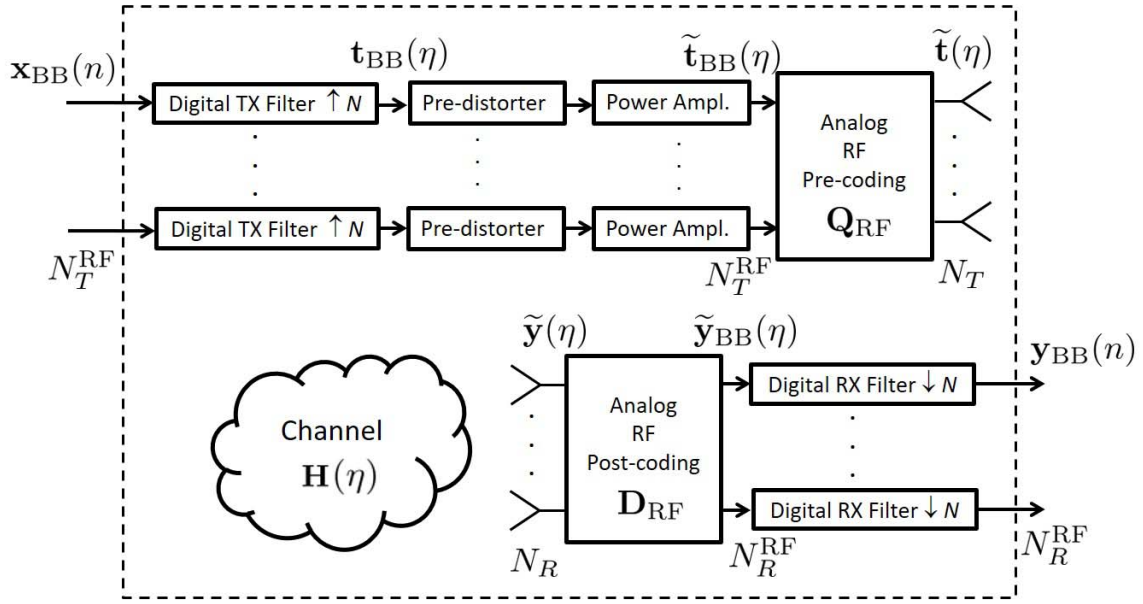 x_BB(n)
t_BB(η)
t̃_BB(η)
t̃(η)
Digital TX Filter ↑ N
Pre-distorter
Power Ampl.
Analog
RF
Pre-coding
Q_RF
Digital TX Filter ↑ N
Pre-distorter
Power Ampl.
N_T^RF
N_T^RF
N_T
Channel
H(η)
ỹ(η)
ỹ_BB(η)
y_BB(n)
Analog
RF
Post-coding
D_RF
Digital RX Filter ↓ N
Digital RX Filter ↓ N
N_R
N_R^RF
N_R^RF